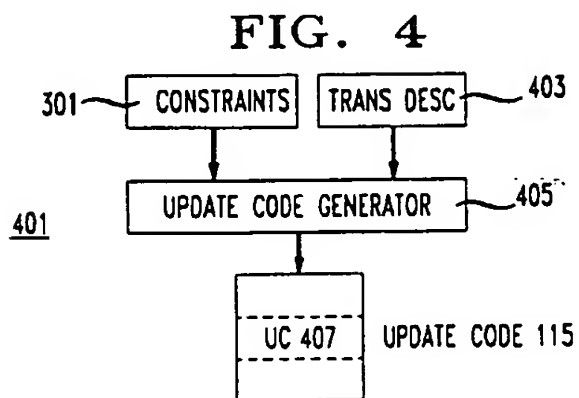 FIG. 4
301 CONSTRAINTS TRANS DESC 403
UPDATE CODE GENERATOR 405
401
UC 407 UPDATE CODE 115